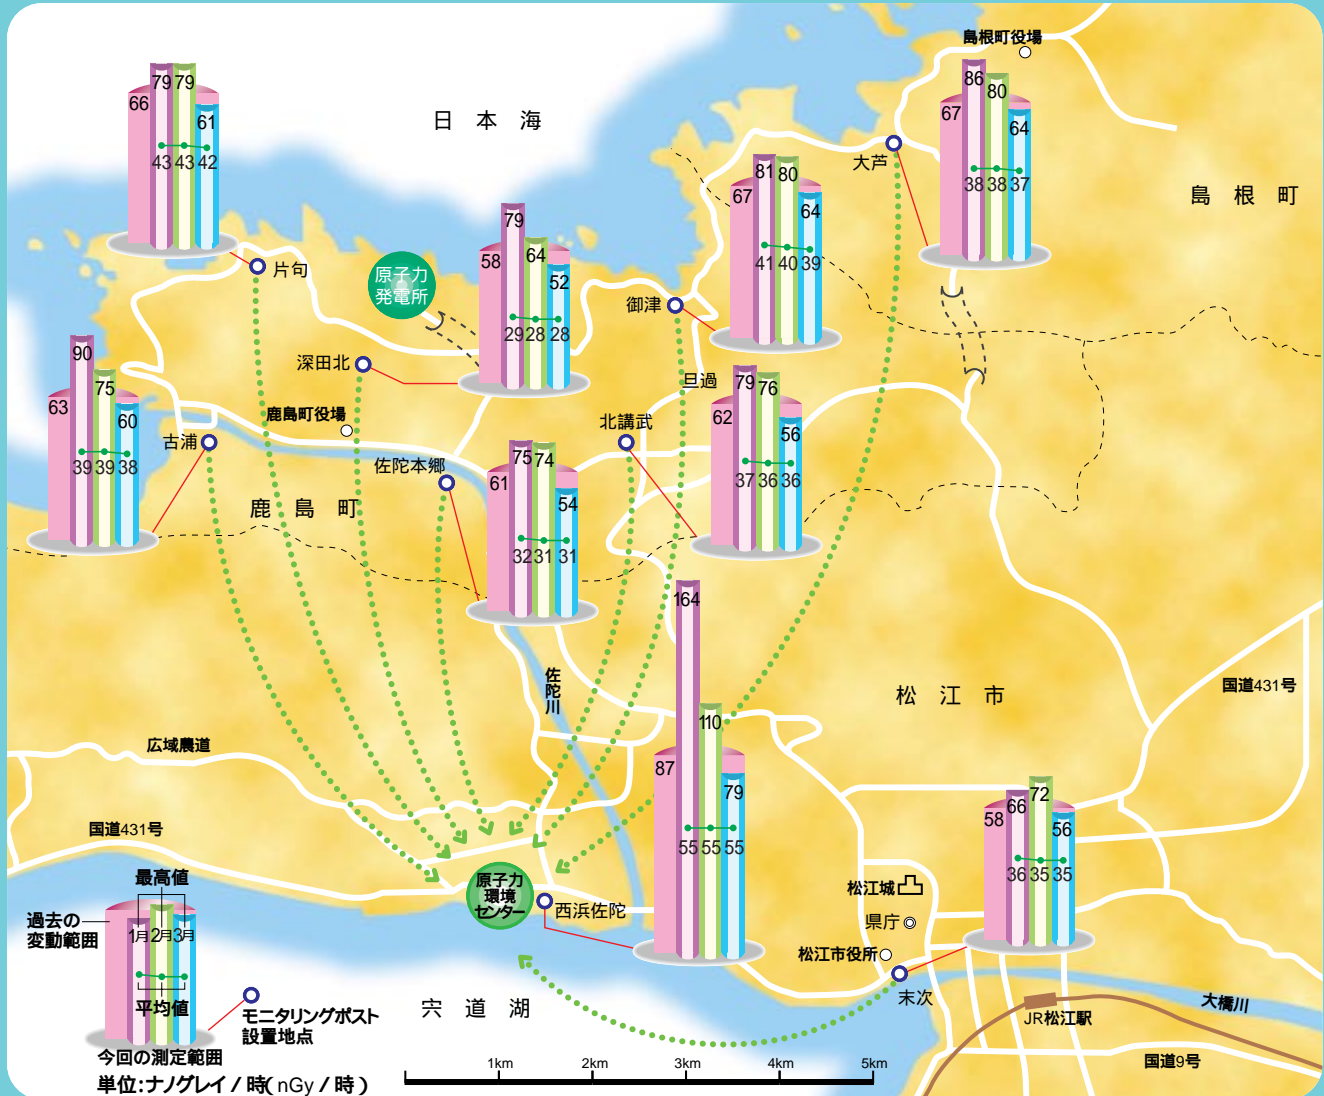 島根町役場
日本海
79 79
66
61
43 43 42
片句
原子力
発電所
79
64
58
52
29 28 28
深田北
86
80
67
64
38 38 37
大芦
島根町
81 80
67
64
41 40 39
御津
90
75
63
60
39 39 38
古浦
鹿島町役場
佐陀本郷
鹿島町
75 74
61
54
32 31 31
旦過
79 76
62
56
37 36 36
北講武
佐陀川
松江市
国道431号
広域農道
国道431号
164
110
87
79
55 55 55
原子力
環境
センター
西浜佐陀
72
66
58
56
36 35 35
松江城
県庁
松江市役所
末次
大橋川
JR松江駅
国道9号
宍道湖
最高値
過去の
変動範囲
1月 2月 3月
平均値
モニタリングポスト
設置地点
今回の測定範囲
単位:ナノグレイ/時(nGy/時)
1km 2km 3km 4km 5km